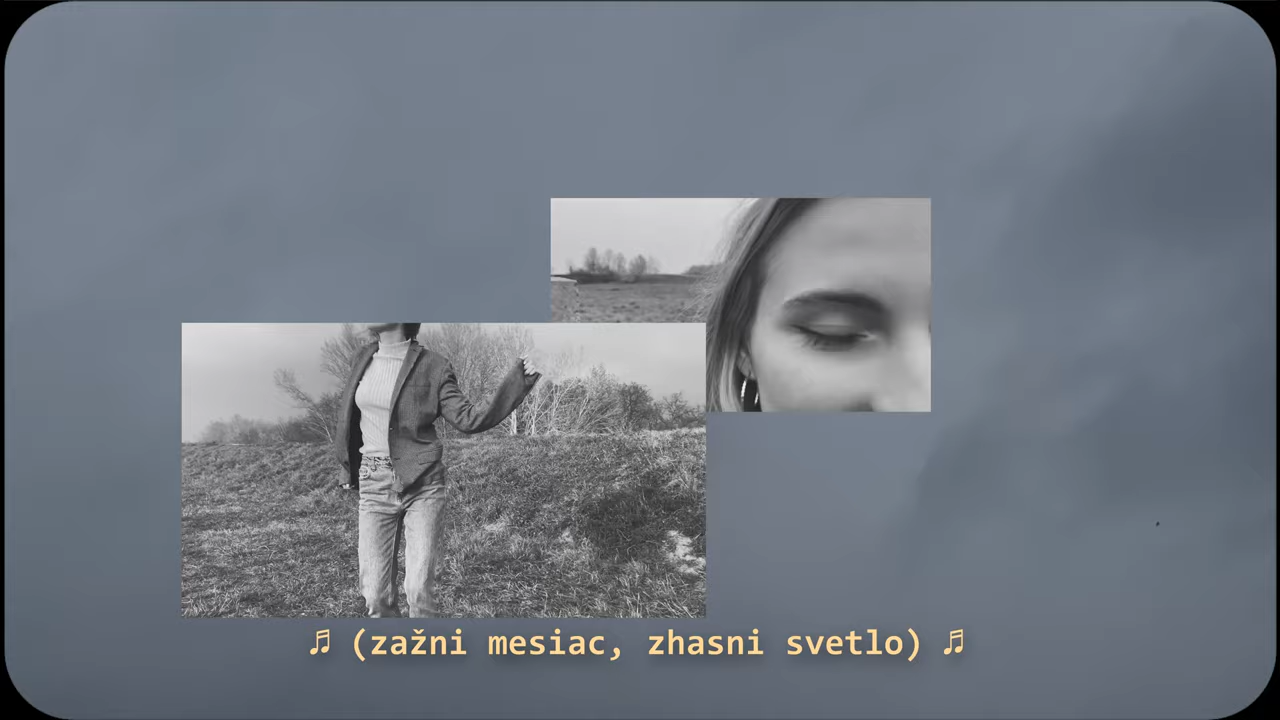 ♬ (zažni mesiac, zhasni svetlo) ♬